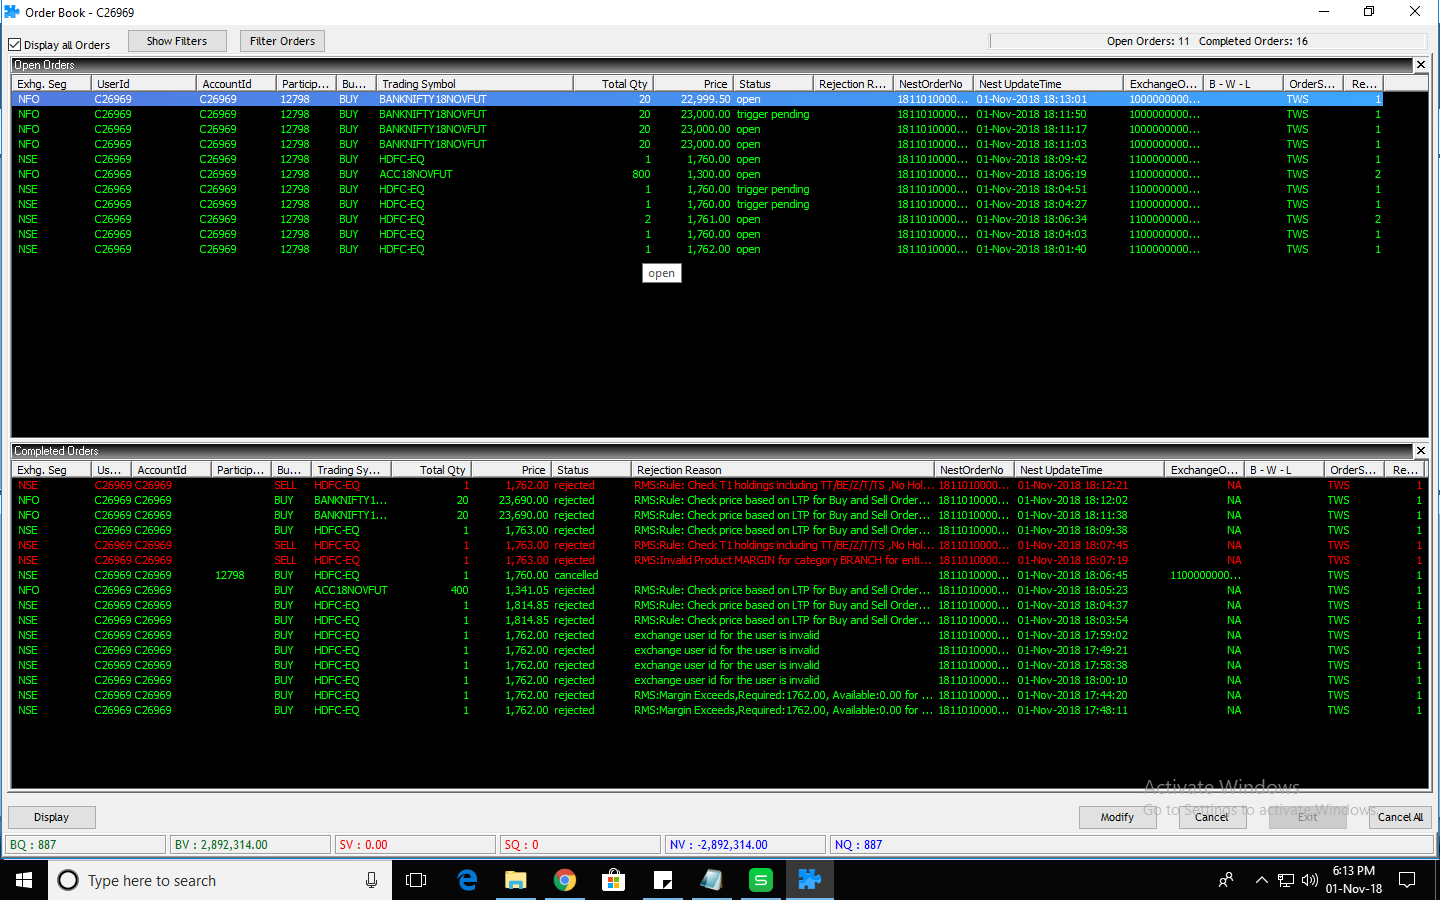 Order Book - C26969
Display all Orders Show Filters Filter Orders Open Orders: 11 Completed Orders: 16
Open Orders
Exhg. Seg UserId AccountId Particip... Bu... Trading Symbol Total Qty Price Status Rejection R... NestOrderNo Nest UpdateTime ExchangeO... B - W - L OrderS... Re...
NFO C26969 C26969 12798 BUY BANKNIFTY18NOVFUT 20 22,999.50 open 1811010000... 01-Nov-2018 18:13:01 1000000000... TWS 1
NFO C26969 C26969 12798 BUY BANKNIFTY18NOVFUT 20 23,000.00 trigger pending 1811010000... 01-Nov-2018 18:11:50 1000000000... TWS 1
NFO C26969 C26969 12798 BUY BANKNIFTY18NOVFUT 20 23,000.00 open 1811010000... 01-Nov-2018 18:11:17 1000000000... TWS 1
NFO C26969 C26969 12798 BUY BANKNIFTY18NOVFUT 20 23,000.00 open 1811010000... 01-Nov-2018 18:11:03 1000000000... TWS 1
NSE C26969 C26969 12798 BUY HDFC-EQ 1 1,760.00 open 1811010000... 01-Nov-2018 18:09:42 1100000000... TWS 1
NFO C26969 C26969 12798 BUY ACC18NOVFUT 800 1,300.00 open 1811010000... 01-Nov-2018 18:06:19 1100000000... TWS 2
NSE C26969 C26969 12798 BUY HDFC-EQ 1 1,760.00 trigger pending 1811010000... 01-Nov-2018 18:04:51 1100000000... TWS 1
NSE C26969 C26969 12798 BUY HDFC-EQ 1 1,760.00 trigger pending 1811010000... 01-Nov-2018 18:04:27 1100000000... TWS 1
NSE C26969 C26969 12798 BUY HDFC-EQ 2 1,761.00 open 1811010000... 01-Nov-2018 18:06:34 1100000000... TWS 2
NSE C26969 C26969 12798 BUY HDFC-EQ 1 1,760.00 open 1811010000... 01-Nov-2018 18:04:03 1100000000... TWS 1
NSE C26969 C26969 12798 BUY HDFC-EQ 1 1,762.00 open 1811010000... 01-Nov-2018 18:01:40 1100000000... TWS 1
open
Completed Orders
Exhg. Seg Us... AccountId Particip... Bu... Trading Sy... Total Qty Price Status Rejection Reason NestOrderNo Nest UpdateTime ExchangeO... B - W - L OrderS... Re...
NSE C26969 C26969 SELL HDFC-EQ 1 1,762.00 rejected RMS:Rule: Check T1 holdings including TT/BE/Z/T/TS ,No Hol... 1811010000... 01-Nov-2018 18:12:21 NA TWS 1
NFO C26969 C26969 BUY BANKNIFTY1... 20 23,690.00 rejected RMS:Rule: Check price based on LTP for Buy and Sell Order... 1811010000... 01-Nov-2018 18:12:02 NA TWS 1
NFO C26969 C26969 BUY BANKNIFTY1... 20 23,690.00 rejected RMS:Rule: Check price based on LTP for Buy and Sell Order... 1811010000... 01-Nov-2018 18:11:38 NA TWS 1
NSE C26969 C26969 BUY HDFC-EQ 1 1,763.00 rejected RMS:Rule: Check price based on LTP for Buy and Sell Order... 1811010000... 01-Nov-2018 18:09:38 NA TWS 1
NSE C26969 C26969 SELL HDFC-EQ 1 1,763.00 rejected RMS:Rule: Check T1 holdings including TT/BE/Z/T/TS ,No Hol... 1811010000... 01-Nov-2018 18:07:45 NA TWS 1
NSE C26969 C26969 SELL HDFC-EQ 1 1,763.00 rejected RMS:Invalid Product MARGIN for category BRANCH for enti... 1811010000... 01-Nov-2018 18:07:19 NA TWS 1
NSE C26969 C26969 12798 BUY HDFC-EQ 1 1,760.00 cancelled 1811010000... 01-Nov-2018 18:06:45 1100000000... TWS 1
NFO C26969 C26969 BUY ACC18NOVFUT 400 1,341.05 rejected RMS:Rule: Check price based on LTP for Buy and Sell Order... 1811010000... 01-Nov-2018 18:05:23 NA TWS 1
NSE C26969 C26969 BUY HDFC-EQ 1 1,814.85 rejected RMS:Rule: Check price based on LTP for Buy and Sell Order... 1811010000... 01-Nov-2018 18:04:37 NA TWS 1
NSE C26969 C26969 BUY HDFC-EQ 1 1,814.85 rejected RMS:Rule: Check price based on LTP for Buy and Sell Order... 1811010000... 01-Nov-2018 18:03:54 NA TWS 1
NSE C26969 C26969 BUY HDFC-EQ 1 1,762.00 rejected exchange user id for the user is invalid 1811010000... 01-Nov-2018 17:59:02 NA TWS 1
NSE C26969 C26969 BUY HDFC-EQ 1 1,762.00 rejected exchange user id for the user is invalid 1811010000... 01-Nov-2018 17:49:21 NA TWS 1
NSE C26969 C26969 BUY HDFC-EQ 1 1,762.00 rejected exchange user id for the user is invalid 1811010000... 01-Nov-2018 17:58:38 NA TWS 1
NSE C26969 C26969 BUY HDFC-EQ 1 1,762.00 rejected exchange user id for the user is invalid 1811010000... 01-Nov-2018 18:00:10 NA TWS 1
NSE C26969 C26969 BUY HDFC-EQ 1 1,762.00 rejected RMS:Margin Exceeds,Required:1762.00, Available:0.00 for ... 1811010000... 01-Nov-2018 17:44:20 NA TWS 1
NSE C26969 C26969 BUY HDFC-EQ 1 1,762.00 rejected RMS:Margin Exceeds,Required:1762.00, Available:0.00 for ... 1811010000... 01-Nov-2018 17:48:11 NA TWS 1
Activate Windows
Go to Settings to activate Windows.
Display Modify Cancel Exit Cancel All
BQ : 887 BV : 2,892,314.00 SV : 0.00 SQ : 0 NV : -2,892,314.00 NQ : 887
Type here to search
S
6:13 PM
01-Nov-18